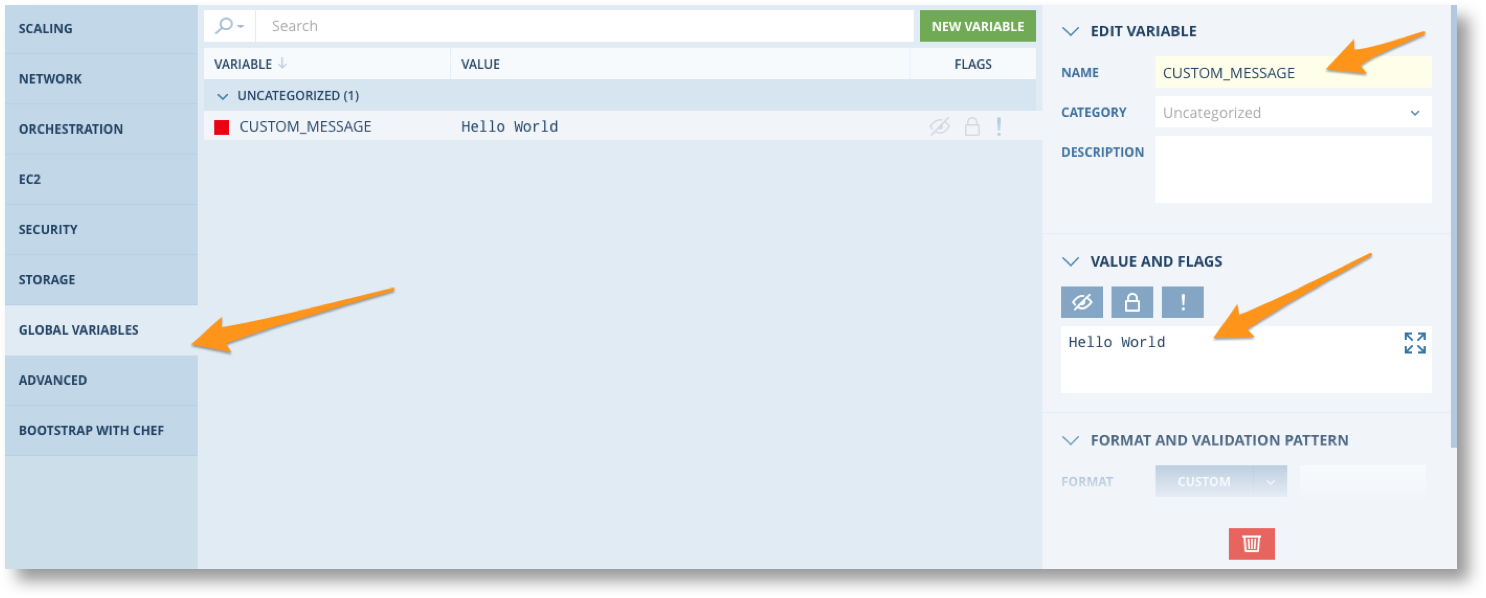 SCALING
NETWORK
ORCHESTRATION
EC2
SECURITY
STORAGE
GLOBAL VARIABLES
ADVANCED
BOOTSTRAP WITH CHEF
Search
NEW VARIABLE
VARIABLE VALUE FLAGS
UNCATEGORIZED (1)
CUSTOM_MESSAGE Hello World !
EDIT VARIABLE
NAME CUSTOM_MESSAGE
CATEGORY Uncategorized
DESCRIPTION
VALUE AND FLAGS
!
Hello World
FORMAT AND VALIDATION PATTERN
FORMAT CUSTOM